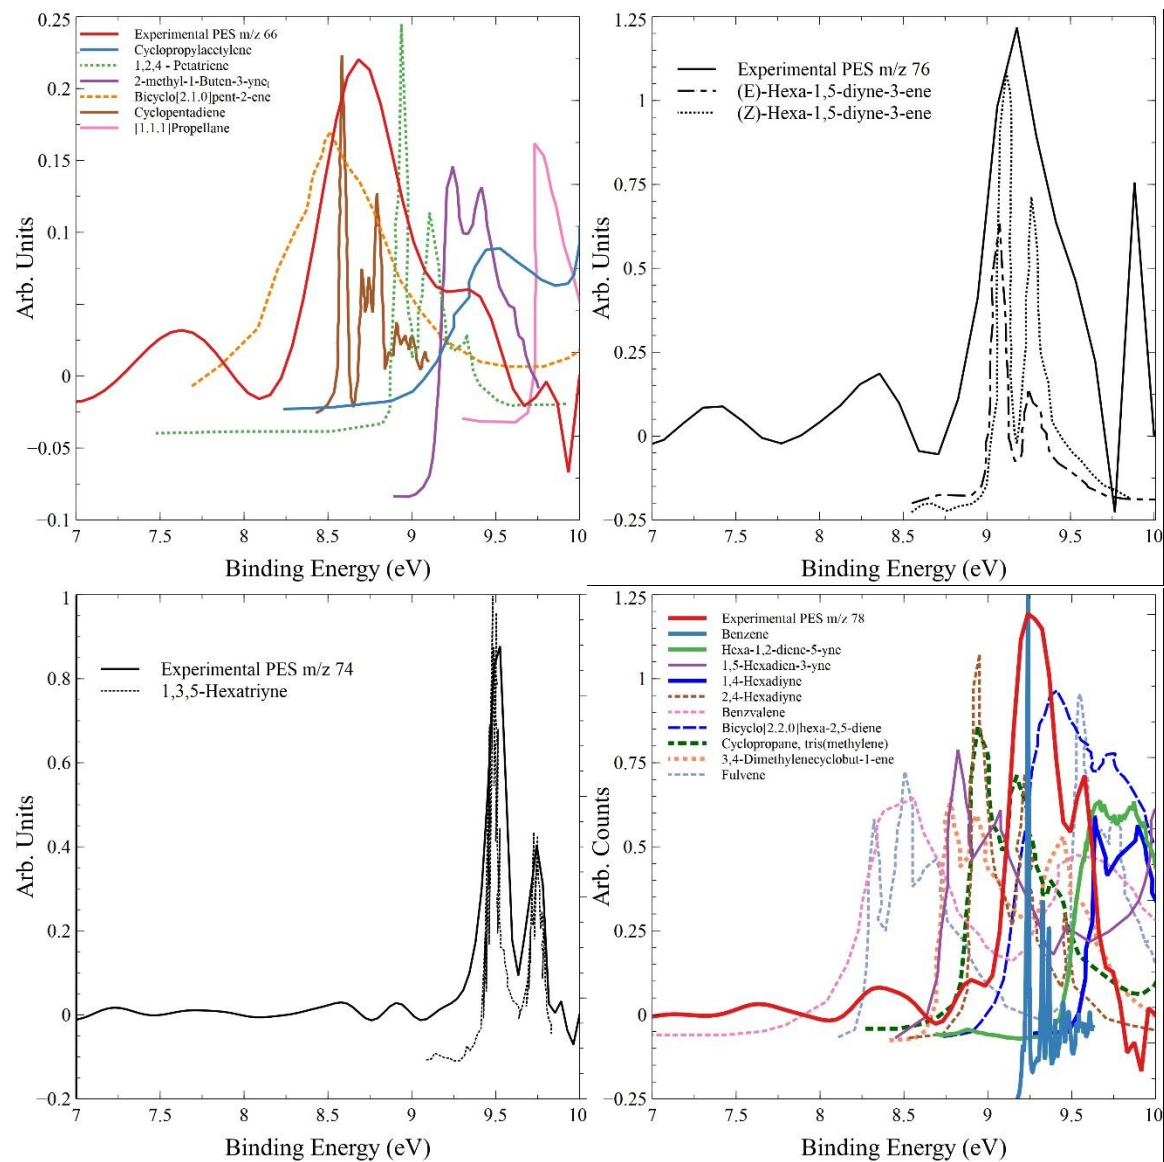 0.25
0.2
0.15
0.1
0.05
0
−0.05
−0.1
Arb. Units
Experimental PES m/z 66
Cyclopropylacetylene
1,2,4 - Petatriene
2-methyl-1-Buten-3-yne
Bicyclo[2.1.0]pent-2-ene
Cyclopentadiene
[1.1.1]Propellane
7 7.5 8 8.5 9 9.5 10
Binding Energy (eV)
1.25
1
0.75
0.5
0.25
0
−0.25
Arb. Units
Experimental PES m/z 76
(E)-Hexa-1,5-diyne-3-ene
(Z)-Hexa-1,5-diyne-3-ene
7 7.5 8 8.5 9 9.5 10
Binding Energy (eV)
1
0.8
0.6
0.4
0.2
0
−0.2
Arb. Units
Experimental PES m/z 74
1,3,5-Hexatriyne
7 7.5 8 8.5 9 9.5 10
Binding Energy (eV)
1.25
1
0.75
0.5
0.25
0
−0.25
Arb. Counts
Experimental PES m/z 78
Benzene
Hexa-1,2-diene-5-yne
1,5-Hexadien-3-yne
1,4-Hexadiyne
2,4-Hexadiyne
Benzvalene
Bicyclo[2.2.0]hexa-2,5-diene
Cyclopropane, tris(methylene)
3,4-Dimethylenecyclobut-1-ene
Fulvene
7 7.5 8 8.5 9 9.5 10
Binding Energy (eV)